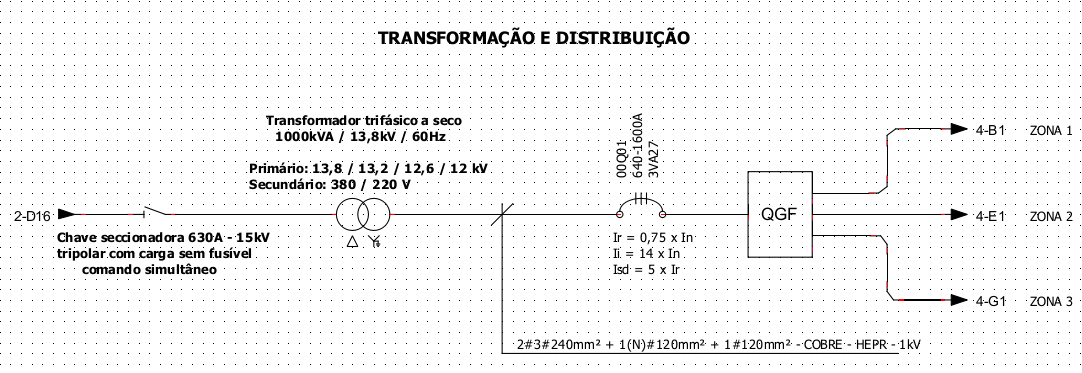 TRANSFORMAÇÃO E DISTRIBUIÇÃO
Transformador trifásico a seco
1000kVA / 13,8kV / 60Hz
Primário: 13,8 / 13,2 / 12,6 / 12 kV
Secundário: 380 / 220 V
00Q01
640-1600A
3VA27
4-B1 ZONA 1
2-D16
QGF
4-E1 ZONA 2
Chave seccionadora 630A - 15kV
tripolar com carga sem fusível
comando simultâneo
Ir = 0,75 x In
Ii = 14 x In
Isd = 5 x Ir
4-G1 ZONA 3
2#3#240mm² + 1(N)#120mm² + 1#120mm² - COBRE - HEPR - 1kV